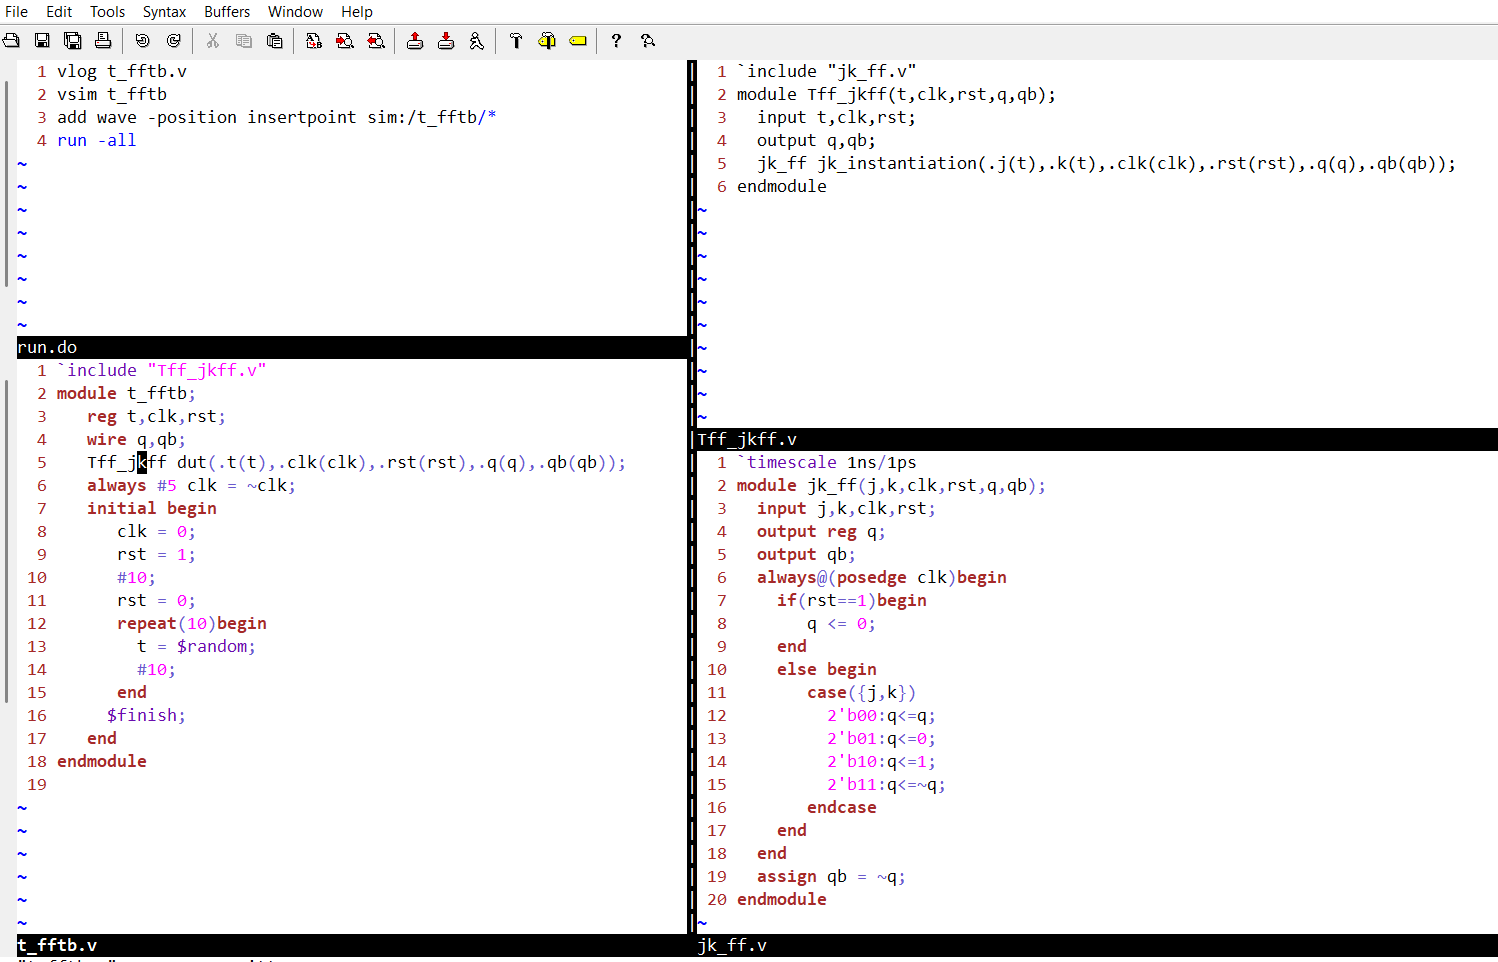 File Edit Tools Syntax Buffers Window Help
1 vlog t_fftb.v
2 vsim t_fftb
3 add wave -position insertpoint sim:/t_fftb/*
4 run -all
~
~
~
~
~
~
~
~
run.do
1 `include "Tff_jkff.v"
2 module t_fftb;
3 reg t,clk,rst;
4 wire q,qb;
5 Tff_jkff dut(.t(t),.clk(clk),.rst(rst),.q(q),.qb(qb));
6 always #5 clk = ~clk;
7 initial begin
8 clk = 0;
9 rst = 1;
10 #10;
11 rst = 0;
12 repeat(10)begin
13 t = $random;
14 #10;
15 end
16 $finish;
17 end
18 endmodule
19
~
~
~
~
~
~
t_fftb.v
1 `include "jk_ff.v"
2 module Tff_jkff(t,clk,rst,q,qb);
3 input t,clk,rst;
4 output q,qb;
5 jk_ff jk_instantiation(.j(t),.k(t),.clk(clk),.rst(rst),.q(q),.qb(qb));
6 endmodule
~
~
~
~
~
~
~
~
~
~
Tff_jkff.v
1 `timescale 1ns/1ps
2 module jk_ff(j,k,clk,rst,q,qb);
3 input j,k,clk,rst;
4 output reg q;
5 output qb;
6 always@(posedge clk)begin
7 if(rst==1)begin
8 q <= 0;
9 end
10 else begin
11 case({j,k})
12 2'b00:q<=q;
13 2'b01:q<=0;
14 2'b10:q<=1;
15 2'b11:q<=~q;
16 endcase
17 end
18 end
19 assign qb = ~q;
20 endmodule
~
jk_ff.v